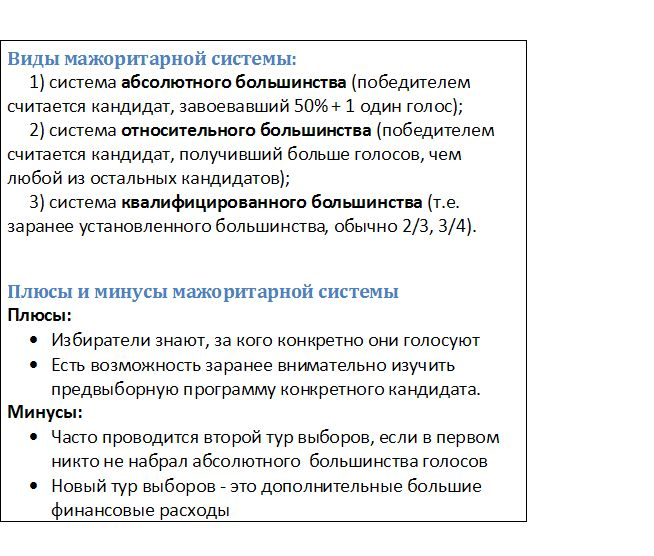 Виды мажоритарной системы:
1) система абсолютного большинства (победителем
считается кандидат, завоевавший 50% + 1 один голос);
2) система относительного большинства (победителем
считается кандидат, получивший больше голосов, чем
любой из остальных кандидатов);
3) система квалифицированного большинства (т.е.
заранее установленного большинства, обычно 2/3, 3/4).
Плюсы и минусы мажоритарной системы
Плюсы:
• Избиратели знают, за кого конкретно они голосуют
• Есть возможность заранее внимательно изучить
предвыборную программу конкретного кандидата.
Минусы:
• Часто проводится второй тур выборов, если в первом
никто не набрал абсолютного  большинства голосов
• Новый тур выборов - это дополнительные большие
финансовые расходы